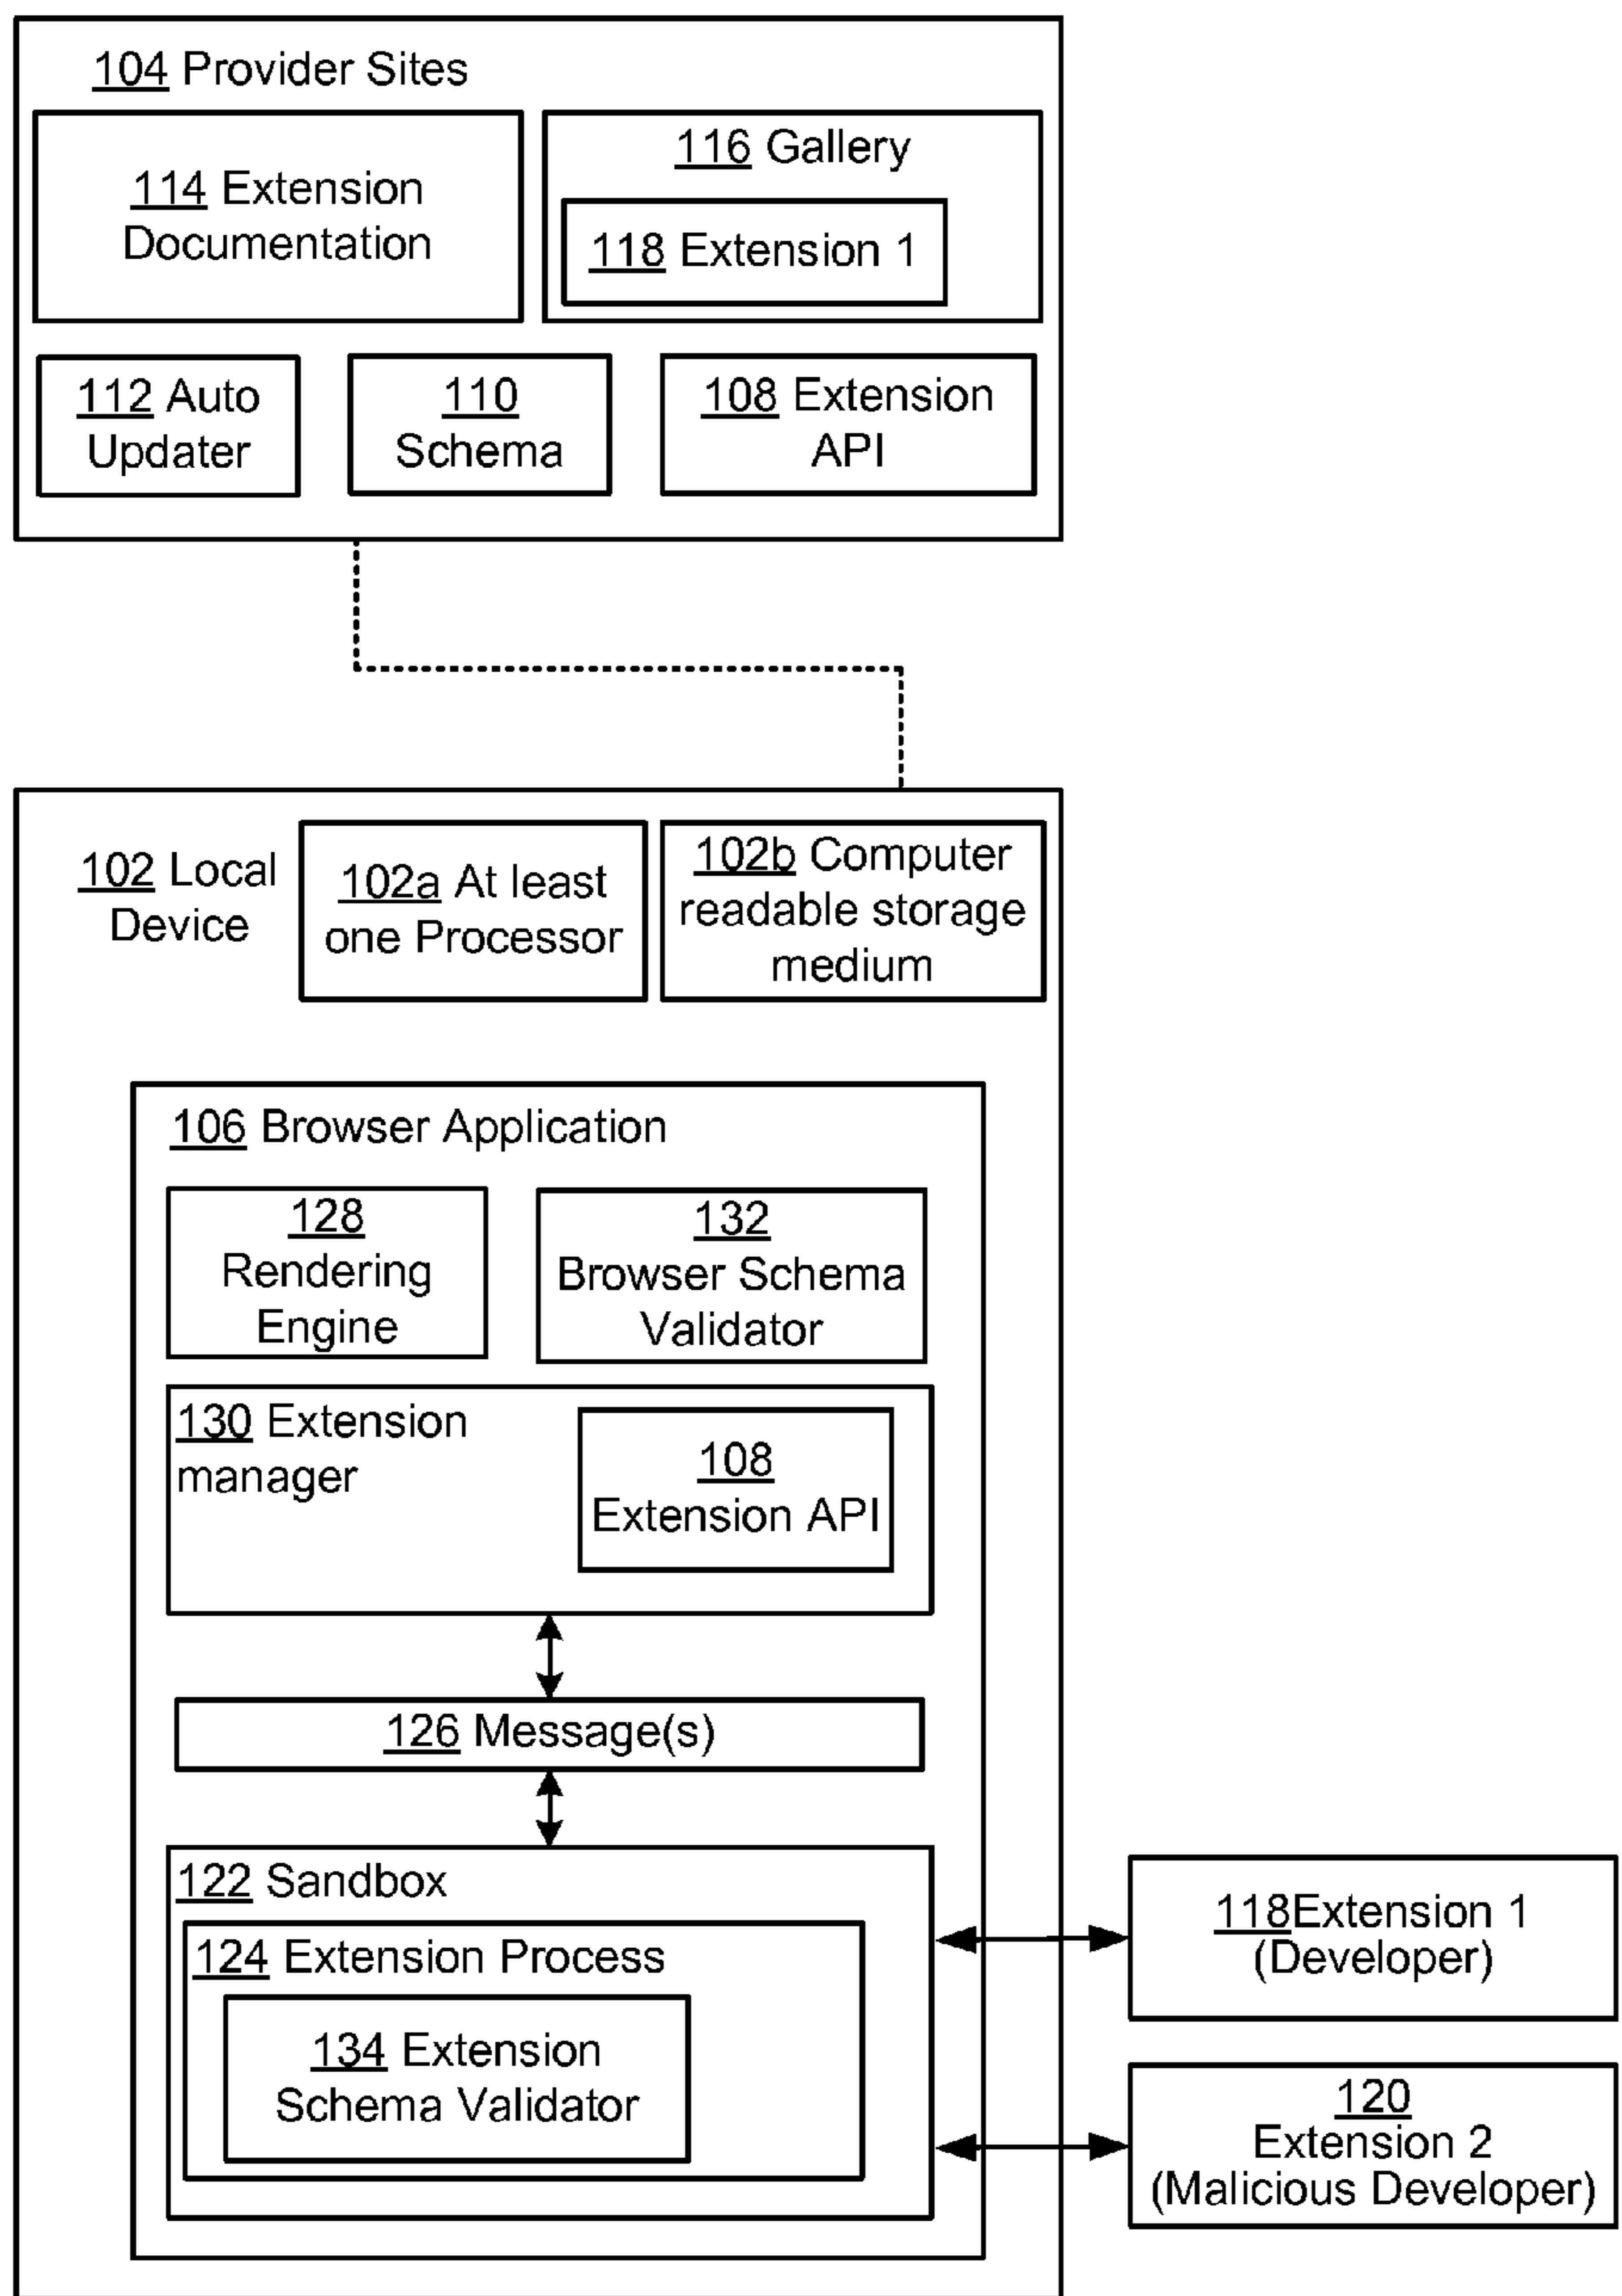 104 Provider Sites
114 Extension
Documentation
116 Gallery
118 Extension 1
112 Auto
Updater
110
Schema
108 Extension
API
102 Local
Device
102a At least
one Processor
102b Computer
readable storage
medium
106 Browser Application
128
Rendering
Engine
132
Browser Schema
Validator
130 Extension
manager
108
Extension API
126 Message(s)
122 Sandbox
124 Extension Process
134 Extension
Schema Validator
118Extension 1
(Developer)
120
Extension 2
(Malicious Developer)